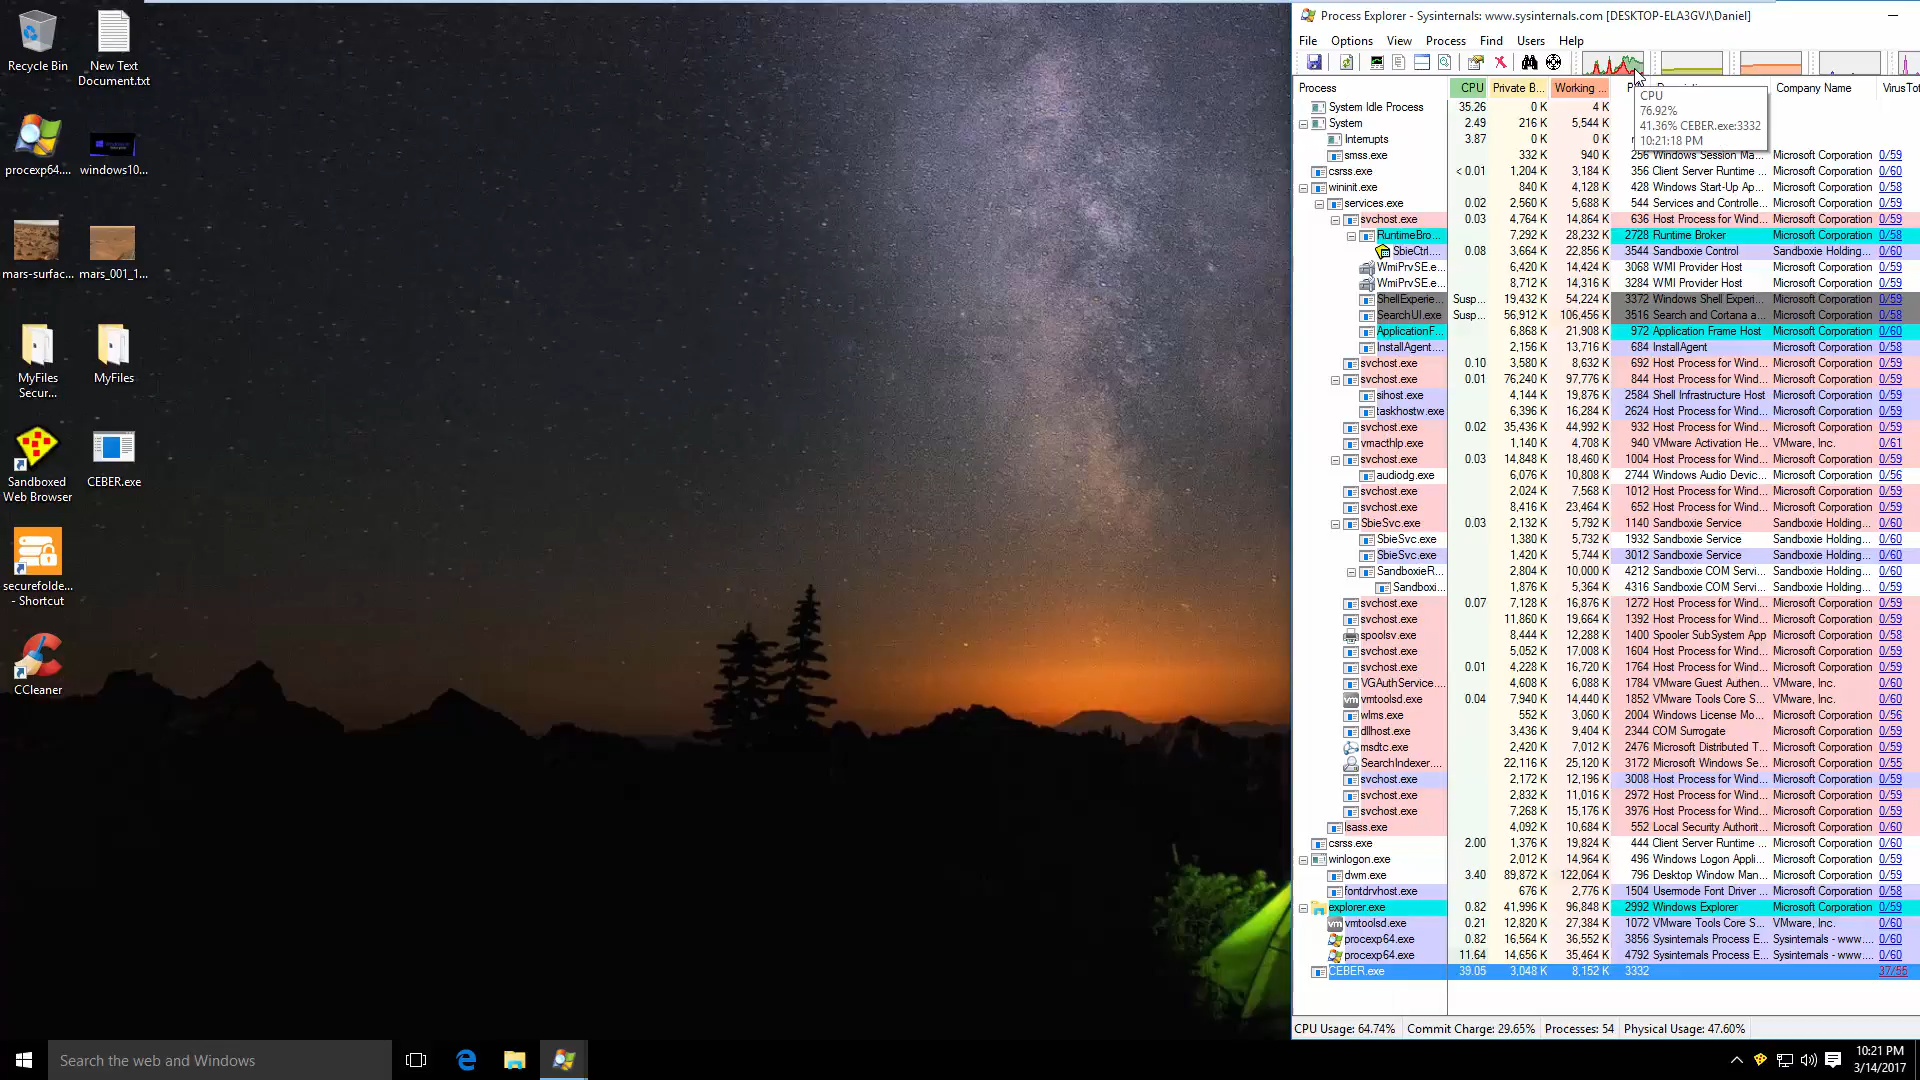 Recycle Bin
New Text
Document.txt
procexp64....
windows10...
mars-surfac...
mars_001_1...
MyFiles
Secur...
MyFiles
Sandboxed
Web Browser
CEBER.exe
securefolde...
- Shortcut
CCleaner
Process Explorer - Sysinternals: www.sysinternals.com [DESKTOP-ELA3GVJ\Daniel]
File Options View Process Find Users Help
Process CPU Private B... Working ... Company Name VirusTot
CPU
76.92%
41.36% CEBER.exe:3332
10:21:18 PM
System Idle Process 35.26 0 K 4 K
System 2.49 216 K 5,544 K
Interrupts 3.87 0 K 0 K
smss.exe 332 K 940 K 256 Windows Session Ma... Microsoft Corporation 0/59
csrss.exe < 0.01 1,204 K 3,184 K 356 Client Server Runtime ... Microsoft Corporation 0/60
wininit.exe 840 K 4,128 K 428 Windows Start-Up Ap... Microsoft Corporation 0/58
services.exe 0.02 2,560 K 5,688 K 544 Services and Controlle... Microsoft Corporation 0/59
svchost.exe 0.03 4,764 K 14,864 K 636 Host Process for Wind... Microsoft Corporation 0/59
RuntimeBro... 7,292 K 28,232 K 2728 Runtime Broker Microsoft Corporation 0/58
SbieCtrl.... 0.08 3,664 K 22,856 K 3544 Sandboxie Control Sandboxie Holding... 0/60
WmiPrvSE.e... 6,420 K 14,424 K 3068 WMI Provider Host Microsoft Corporation 0/59
WmiPrvSE.e... 8,712 K 14,316 K 3284 WMI Provider Host Microsoft Corporation 0/59
ShellExperie... Susp... 19,432 K 54,224 K 3372 Windows Shell Experi... Microsoft Corporation 0/59
SearchUI.exe Susp... 56,912 K 106,456 K 3516 Search and Cortana a... Microsoft Corporation 0/58
ApplicationF... 6,868 K 21,908 K 972 Application Frame Host Microsoft Corporation 0/60
InstallAgent.... 2,156 K 13,716 K 684 InstallAgent Microsoft Corporation 0/58
svchost.exe 0.10 3,580 K 8,632 K 692 Host Process for Wind... Microsoft Corporation 0/59
svchost.exe 0.01 76,240 K 97,776 K 844 Host Process for Wind... Microsoft Corporation 0/59
sihost.exe 4,144 K 19,876 K 2584 Shell Infrastructure Host Microsoft Corporation 0/59
taskhostw.exe 6,396 K 16,284 K 2624 Host Process for Wind... Microsoft Corporation 0/59
svchost.exe 0.02 35,436 K 44,992 K 932 Host Process for Wind... Microsoft Corporation 0/59
vmacthlp.exe 1,140 K 4,708 K 940 VMware Activation He... VMware, Inc. 0/61
svchost.exe 0.03 14,848 K 18,460 K 1004 Host Process for Wind... Microsoft Corporation 0/59
audiodg.exe 6,076 K 10,808 K 2744 Windows Audio Devic... Microsoft Corporation 0/56
svchost.exe 2,024 K 7,568 K 1012 Host Process for Wind... Microsoft Corporation 0/59
svchost.exe 8,416 K 23,464 K 652 Host Process for Wind... Microsoft Corporation 0/59
SbieSvc.exe 0.03 2,132 K 5,792 K 1140 Sandboxie Service Sandboxie Holding... 0/60
SbieSvc.exe 1,380 K 5,732 K 1932 Sandboxie Service Sandboxie Holding... 0/60
SbieSvc.exe 1,420 K 5,744 K 3012 Sandboxie Service Sandboxie Holding... 0/60
SandboxieR... 2,804 K 10,000 K 4212 Sandboxie COM Servi... Sandboxie Holding... 0/60
Sandboxi... 1,876 K 5,364 K 4316 Sandboxie COM Servi... Sandboxie Holding... 0/59
svchost.exe 0.07 7,128 K 16,876 K 1272 Host Process for Wind... Microsoft Corporation 0/59
svchost.exe 11,860 K 19,664 K 1392 Host Process for Wind... Microsoft Corporation 0/59
spoolsv.exe 8,444 K 12,288 K 1400 Spooler SubSystem App Microsoft Corporation 0/58
svchost.exe 5,052 K 17,008 K 1604 Host Process for Wind... Microsoft Corporation 0/59
svchost.exe 0.01 4,228 K 16,720 K 1764 Host Process for Wind... Microsoft Corporation 0/59
VGAuthService.... 4,608 K 6,088 K 1784 VMware Guest Authen... VMware, Inc. 0/60
vmtoolsd.exe 0.04 7,940 K 14,440 K 1852 VMware Tools Core S... VMware, Inc. 0/60
wlms.exe 552 K 3,060 K 2004 Windows License Mo... Microsoft Corporation 0/56
dllhost.exe 3,436 K 9,404 K 2344 COM Surrogate Microsoft Corporation 0/59
msdtc.exe 2,420 K 7,012 K 2476 Microsoft Distributed T... Microsoft Corporation 0/59
SearchIndexer.... 22,116 K 25,120 K 3172 Microsoft Windows Se... Microsoft Corporation 0/55
svchost.exe 2,172 K 12,196 K 3008 Host Process for Wind... Microsoft Corporation 0/59
svchost.exe 2,832 K 11,016 K 2972 Host Process for Wind... Microsoft Corporation 0/59
svchost.exe 7,268 K 15,176 K 3976 Host Process for Wind... Microsoft Corporation 0/59
lsass.exe 4,092 K 10,684 K 552 Local Security Authorit... Microsoft Corporation 0/60
csrss.exe 2.00 1,376 K 19,824 K 444 Client Server Runtime ... Microsoft Corporation 0/60
winlogon.exe 2,012 K 14,964 K 496 Windows Logon Appli... Microsoft Corporation 0/59
dwm.exe 3.40 89,872 K 122,064 K 796 Desktop Window Man... Microsoft Corporation 0/59
fontdrvhost.exe 676 K 2,776 K 1504 Usermode Font Driver ... Microsoft Corporation 0/58
explorer.exe 0.82 41,996 K 96,848 K 2992 Windows Explorer Microsoft Corporation 0/59
vmtoolsd.exe 0.21 12,820 K 27,384 K 1072 VMware Tools Core S... VMware, Inc. 0/60
procexp64.exe 0.82 16,564 K 36,552 K 3856 Sysinternals Process E... Sysinternals - www.... 0/60
procexp64.exe 11.64 14,656 K 35,464 K 4792 Sysinternals Process E... Sysinternals - www.... 0/60
CEBER.exe 39.05 3,048 K 8,152 K 3332 37/55
CPU Usage: 64.74% Commit Charge: 29.65% Processes: 54 Physical Usage: 47.60%
Search the web and Windows
10:21 PM
3/14/2017